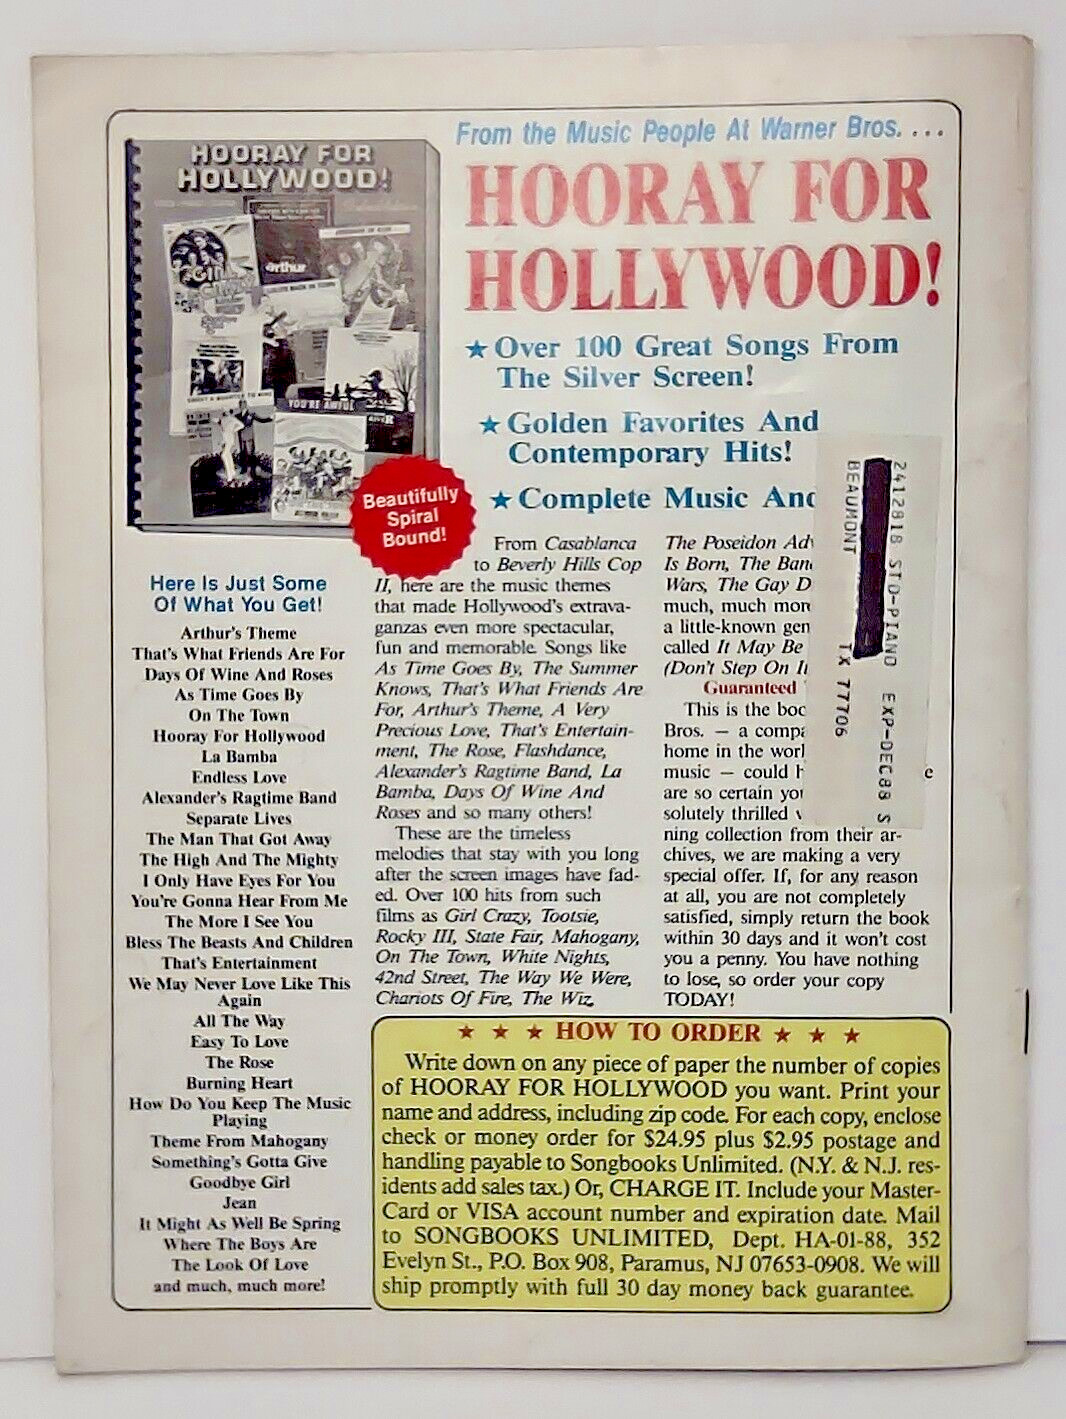 From the Music People At Warner Bros. . . .
HOORAY FOR
HOLLYWOOD!
HOORAY FOR
HOLLYWOOD!
arthur
GIRL
CRAZY
YOU'RE AWFUL
★ Over 100 Great Songs From
The Silver Screen!
★ Golden Favorites And
Contemporary Hits!
★ Complete Music And
Beautifully
Spiral
Bound!
Here Is Just Some
Of What You Get!
Arthur's Theme
That's What Friends Are For
Days Of Wine And Roses
As Time Goes By
On The Town
Hooray For Hollywood
La Bamba
Endless Love
Alexander's Ragtime Band
Separate Lives
The Man That Got Away
The High And The Mighty
I Only Have Eyes For You
You're Gonna Hear From Me
The More I See You
Bless The Beasts And Children
That's Entertainment
We May Never Love Like This
Again
All The Way
Easy To Love
The Rose
Burning Heart
How Do You Keep The Music
Playing
Theme From Mahogany
Something's Gotta Give
Goodbye Girl
Jean
It Might As Well Be Spring
Where The Boys Are
The Look Of Love
and much, much more!
From Casablanca
to Beverly Hills Cop
II, here are the music themes
that made Hollywood's extrava-
ganzas even more spectacular,
fun and memorable. Songs like
As Time Goes By, The Summer
Knows, That's What Friends Are
For, Arthur's Theme, A Very
Precious Love, That's Entertain-
ment, The Rose, Flashdance,
Alexander's Ragtime Band, La
Bamba, Days Of Wine And
Roses and so many others!
These are the timeless
melodies that stay with you long
after the screen images have fad-
ed. Over 100 hits from such
films as Girl Crazy, Tootsie,
Rocky III, State Fair, Mahogany,
On The Town, White Nights,
42nd Street, The Way We Were,
Chariots Of Fire, The Wiz,
The Poseidon Adv
Is Born, The Ban
Wars, The Gay D
much, much mor
a little-known gen
called It May Be
(Don't Step On It
Guaranteed
This is the boo
Bros. — a compa
home in the worl
music — could h e
are so certain you
solutely thrilled
ning collection from their ar-
chives, we are making a very
special offer. If, for any reason
at all, you are not completely
satisfied, simply return the book
within 30 days and it won't cost
you a penny. You have nothing
to lose, so order your copy
TODAY!
2412818 STO-PIANO EXP-DEC88 S
BEAUMONT TX 77706
★ ★ ★ HOW TO ORDER ★ ★ ★
Write down on any piece of paper the number of copies
of HOORAY FOR HOLLYWOOD you want. Print your
name and address, including zip code. For each copy, enclose
check or money order for $24.95 plus $2.95 postage and
handling payable to Songbooks Unlimited. (N.Y. & N.J. res-
idents add sales tax.) Or, CHARGE IT. Include your Master-
Card or VISA account number and expiration date. Mail
to SONGBOOKS UNLIMITED, Dept. HA-01-88, 352
Evelyn St., P.O. Box 908, Paramus, NJ 07653-0908. We will
ship promptly with full 30 day money back guarantee.